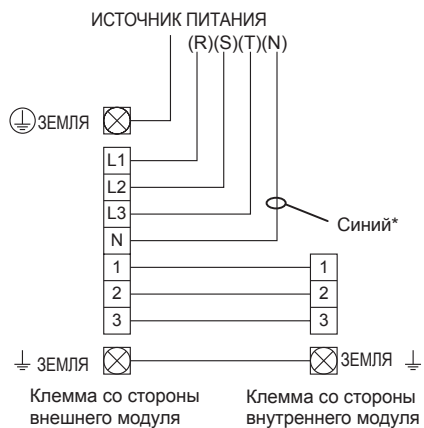 ИСТОЧНИК ПИТАНИЯ
(R)(S)(T)(N)
ЗЕМЛЯ
L1
L2
L3
N
Синий*
1 1
2 2
3 3
ЗЕМЛЯ ЗЕМЛЯ
Клемма со стороны внешнего модуля
Клемма со стороны внутреннего модуля